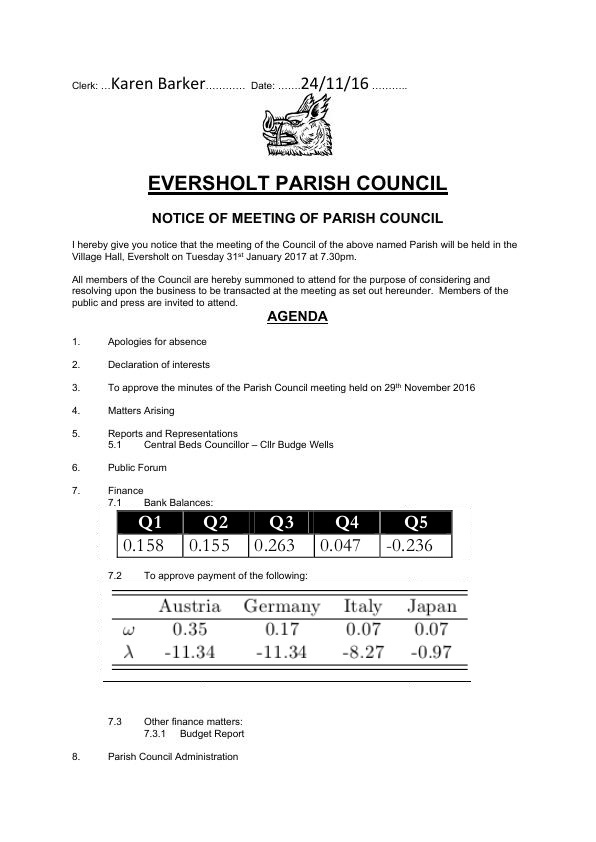 Clerk: …Karen Barker………… Date: …….24/11/16 ………..
EVERSHOLT PARISH COUNCIL
NOTICE OF MEETING OF PARISH COUNCIL
I hereby give you notice that the meeting of the Council of the above named Parish will be held in the
Village Hall, Eversholt on Tuesday 31st January 2017 at 7.30pm.
All members of the Council are hereby summoned to attend for the purpose of considering and
resolving upon the business to be transacted at the meeting as set out hereunder. Members of the
public and press are invited to attend.
AGENDA
1. Apologies for absence
2. Declaration of interests
3. To approve the minutes of the Parish Council meeting held on 29th November 2016
4. Matters Arising
5. Reports and Representations
5.1 Central Beds Councillor – Cllr Budge Wells
6. Public Forum
7. Finance
7.1 Bank Balances:
Q1 Q2 Q3 Q4 Q5
0.158 0.155 0.263 0.047 -0.236
7.2 To approve payment of the following:
Austria Germany Italy Japan
ω 0.35 0.17 0.07 0.07
λ -11.34 -11.34 -8.27 -0.97
7.3 Other finance matters:
7.3.1 Budget Report
8. Parish Council Administration